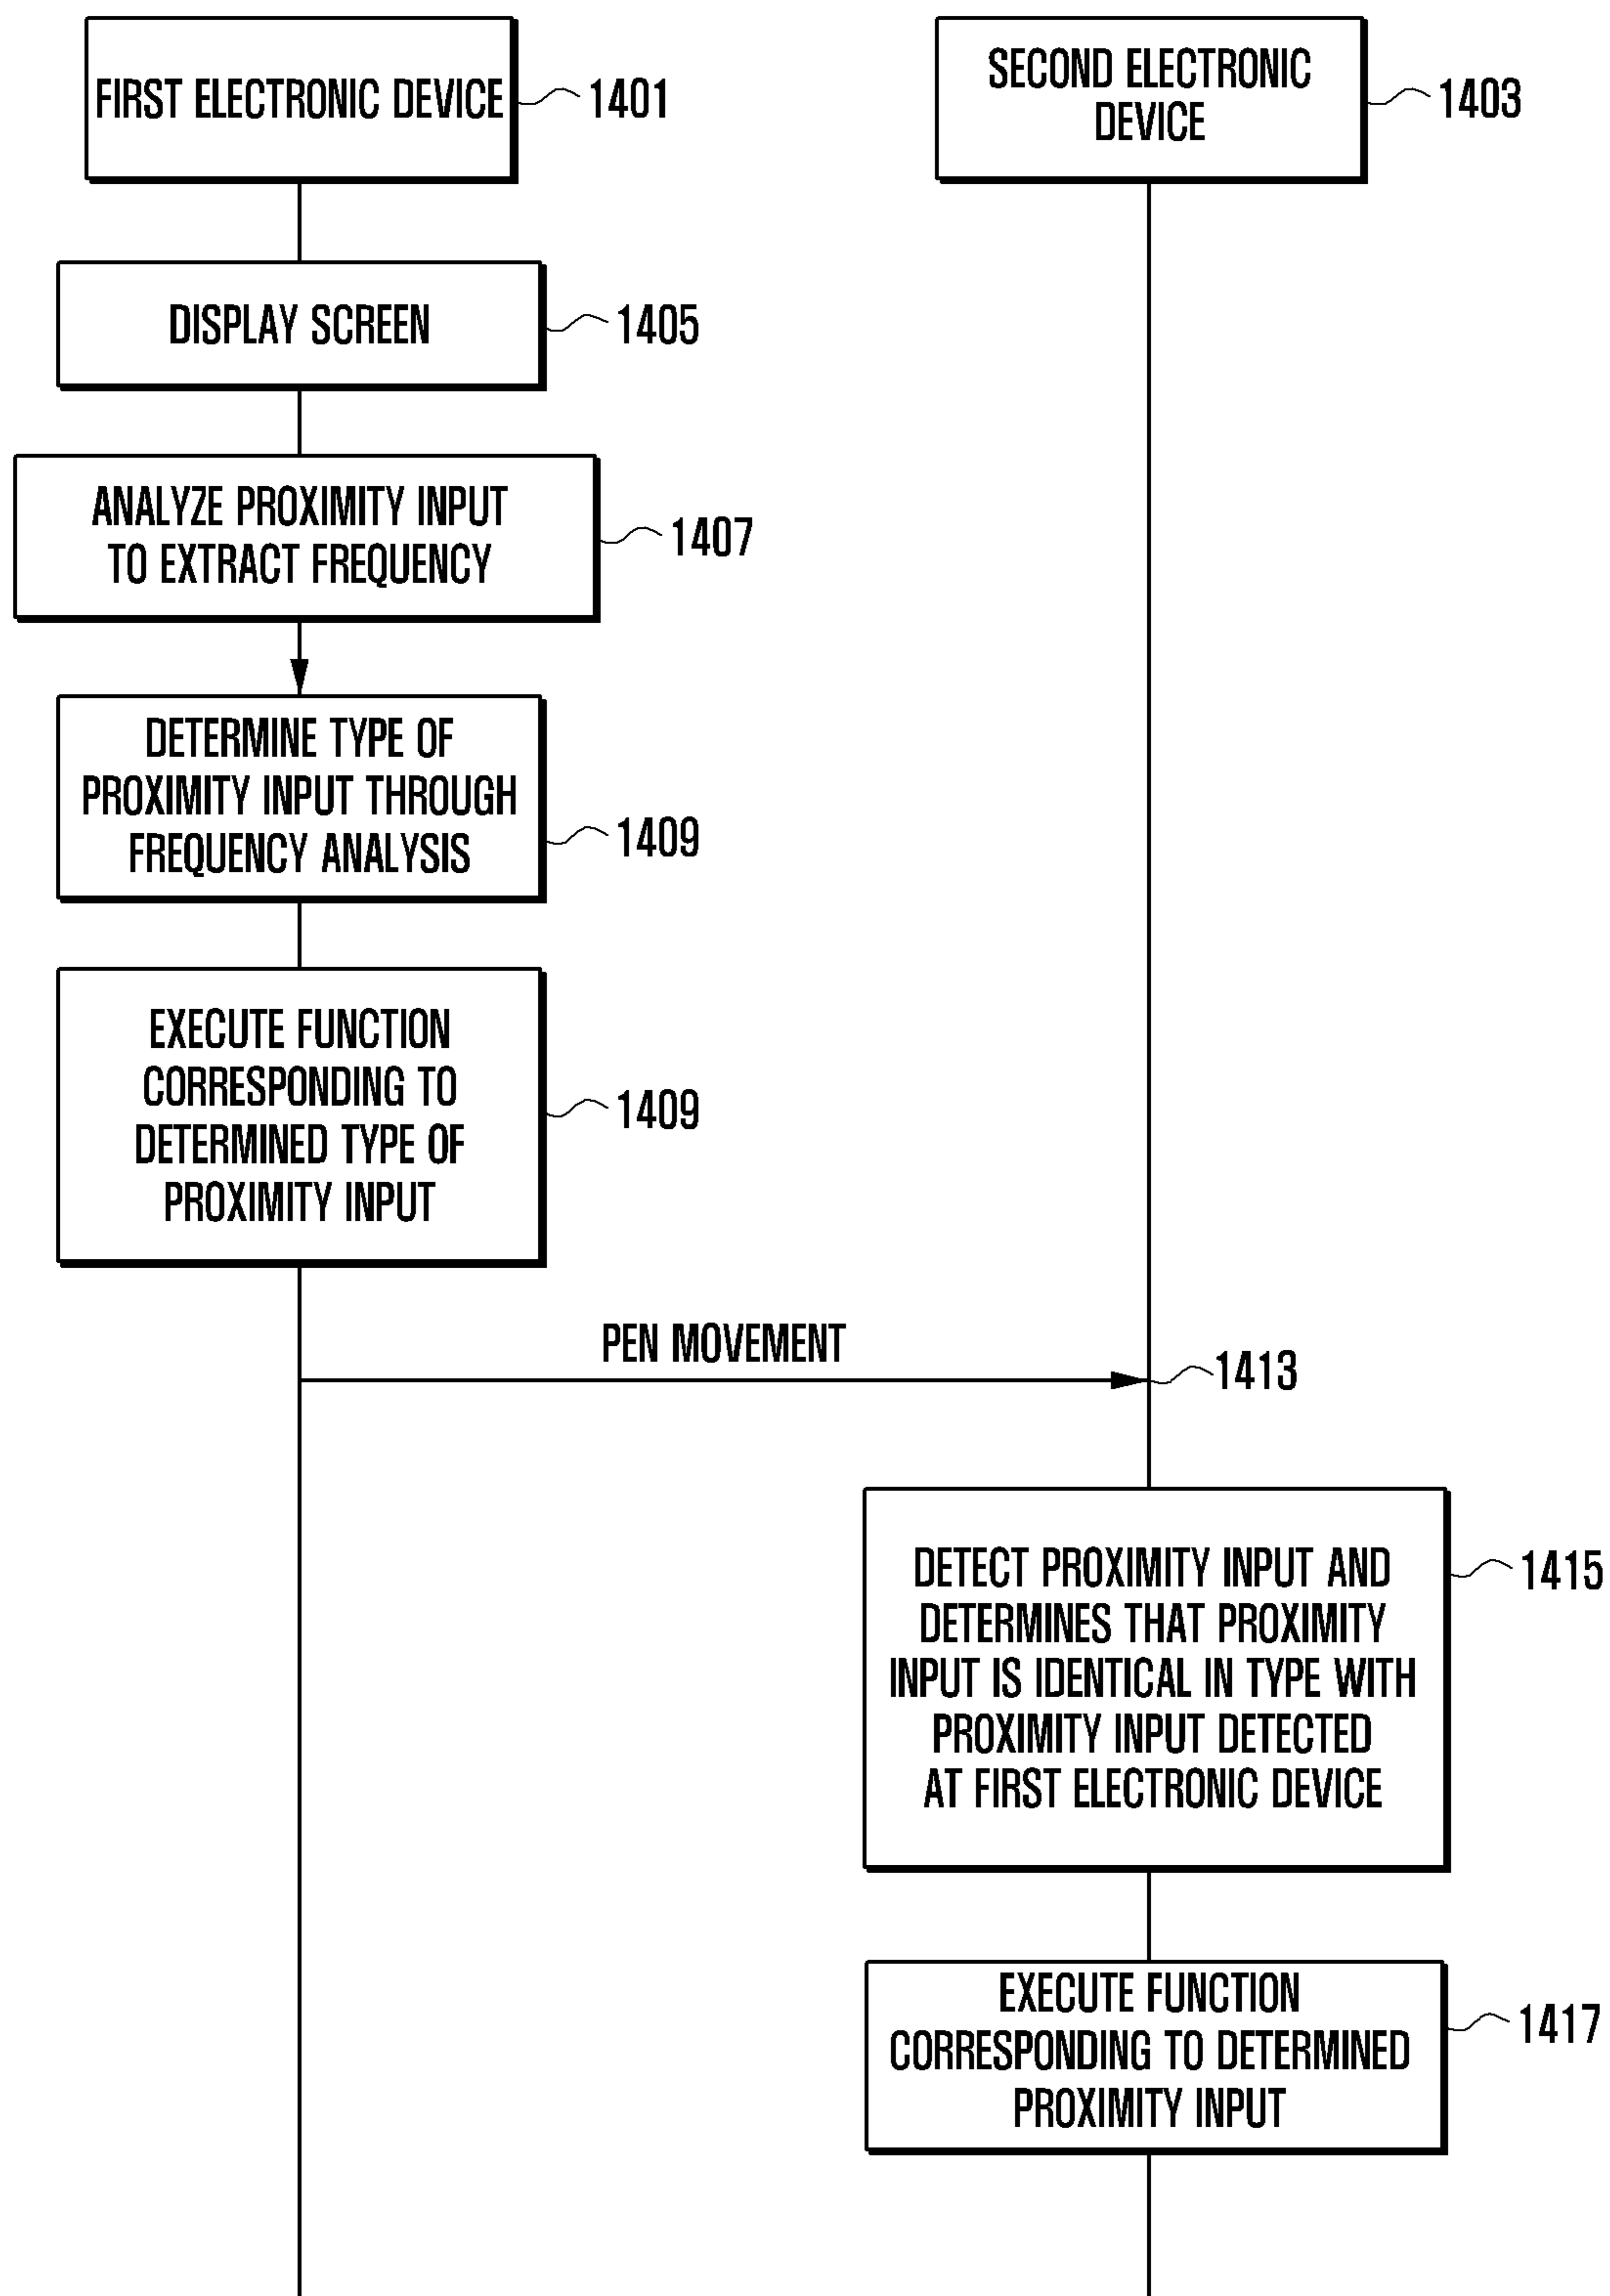 FIRST ELECTRONIC DEVICE
1401
SECOND ELECTRONIC
DEVICE
1403
DISPLAY SCREEN
1405
ANALYZE PROXIMITY INPUT
TO EXTRACT FREQUENCY
1407
DETERMINE TYPE OF
PROXIMITY INPUT THROUGH
FREQUENCY ANALYSIS
1409
EXECUTE FUNCTION
CORRESPONDING TO
DETERMINED TYPE OF
PROXIMITY INPUT
1409
PEN MOVEMENT
1413
DETECT PROXIMITY INPUT AND
DETERMINES THAT PROXIMITY
INPUT IS IDENTICAL IN TYPE WITH
PROXIMITY INPUT DETECTED
AT FIRST ELECTRONIC DEVICE
1415
EXECUTE FUNCTION
CORRESPONDING TO DETERMINED
PROXIMITY INPUT
1417